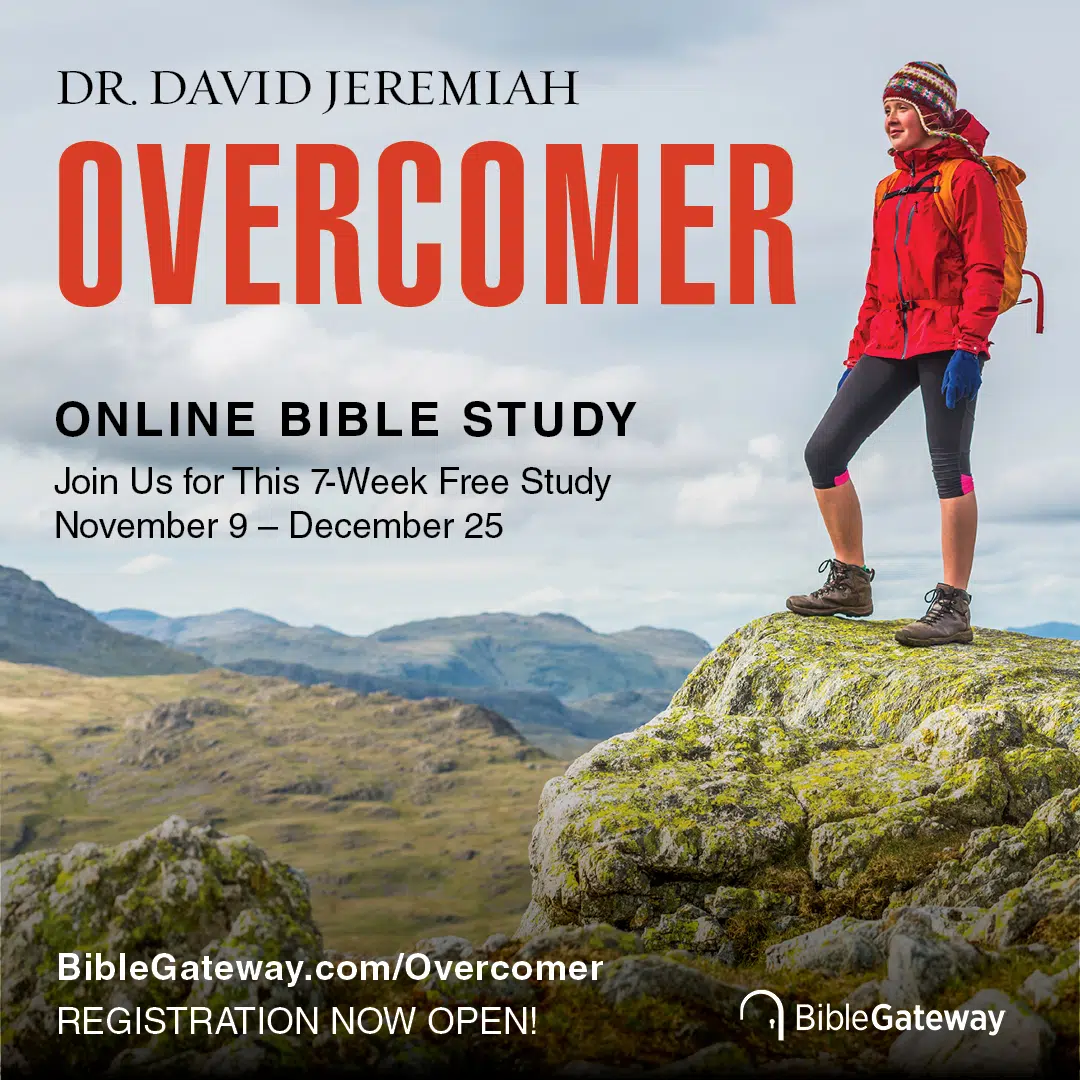 DR. DAVID JEREMIAH
OVERCOMER
ONLINE BIBLE STUDY
Join Us for This 7-Week Free Study
November 9 – December 25
BibleGateway.com/Overcomer
REGISTRATION NOW OPEN!
BibleGateway